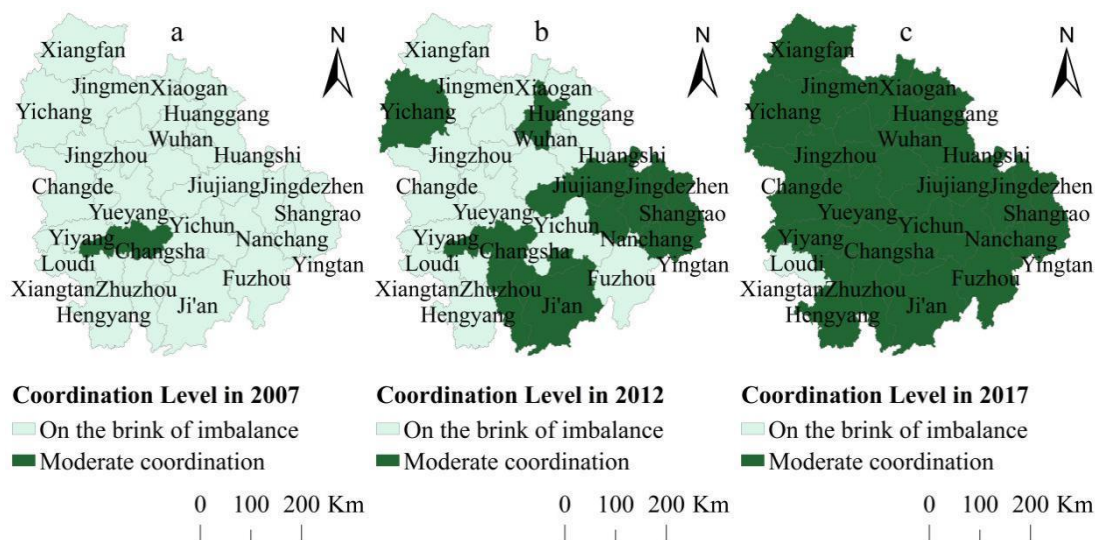 a
N
Xiangfan
Jingmen Xiaogan
Yichang
Huanggang
Wuhan
Jingzhou
Huangshi
Changde
Jiujiang Jingdezhen
Yueyang
Yichun
Shangrao
Yiyang
Changsha
Nanchang
Loudi
Yingtan
Fuzhou
Xiangtan Zhuzhou
Hengyang
Ji'an
Coordination Level in 2007
On the brink of imbalance
Moderate coordination
0 100 200 Km
b
N
Xiangfan
Jingmen Xiaogan
Yichang
Huanggang
Wuhan
Jingzhou
Huangshi
Changde
Jiujiang Jingdezhen
Yueyang
Yichun
Shangrao
Yiyang
Changsha
Nanchang
Loudi
Yingtan
Fuzhou
Xiangtan Zhuzhou
Hengyang
Ji'an
Coordination Level in 2012
On the brink of imbalance
Moderate coordination
0 100 200 Km
c
N
Xiangfan
Jingmen Xiaogan
Yichang
Huanggang
Wuhan
Jingzhou
Huangshi
Changde
Jiujiang Jingdezhen
Yueyang
Yichun
Shangrao
Yiyang
Changsha
Nanchang
Loudi
Yingtan
Fuzhou
Xiangtan Zhuzhou
Hengyang
Ji'an
Coordination Level in 2017
On the brink of imbalance
Moderate coordination
0 100 200 Km